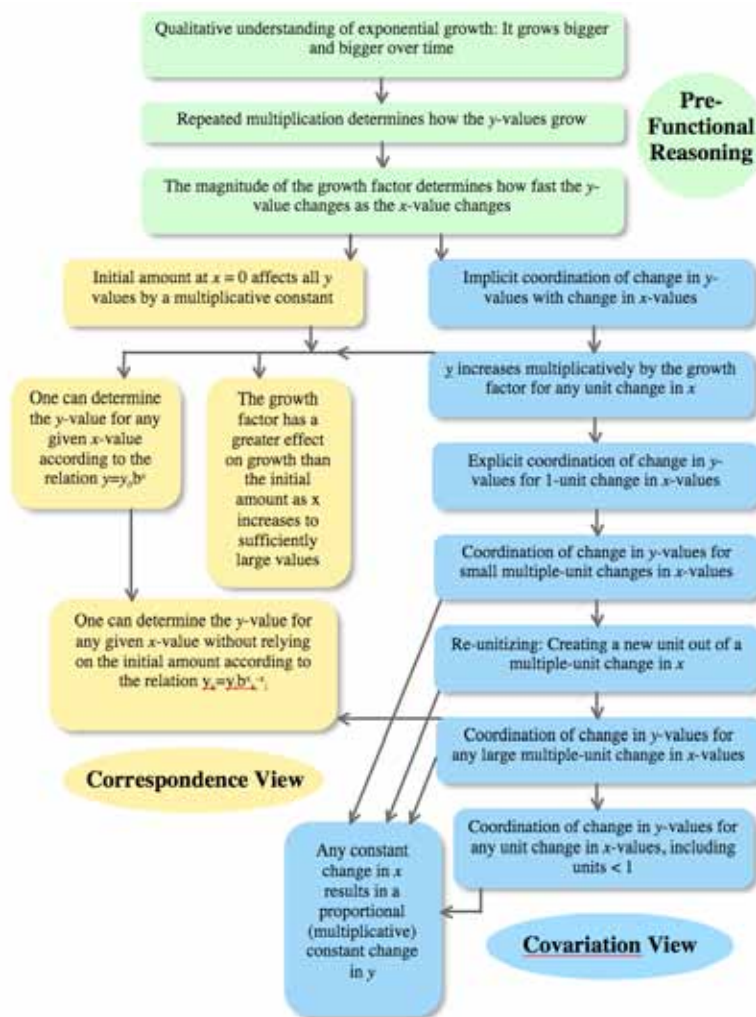 Qualitative understanding of exponential growth: It grows bigger
and bigger over time
Pre-
Functional
Reasoning
Repeated multiplication determines how the y-values grow
The magnitude of the growth factor determines how fast the y-
value changes as the x-value changes
Initial amount at x = 0 affects all y
values by a multiplicative constant
Implicit coordination of change in y-
values with change in x-values
y increases multiplicatively by the growth
factor for any unit change in x
One can determine
the y-value for any
given x-value
according to the
relation y=y₀bˣ
The growth
factor has a
greater effect
on growth than
the initial
amount as x
increases to
sufficiently
large values
Explicit coordination of change in y-
values for 1-unit change in x-values
Coordination of change in y-values for
small multiple-unit changes in x-values
One can determine the y-value for
any given x-value without relying
on the initial amount according to
the relation
Re-unitizing: Creating a new unit out of a
multiple-unit change in x
Coordination of change in y-values for
any large multiple-unit change in x-values
Correspondence View
Coordination of change in y-values for
any unit change in x-values, including
units < 1
Any constant
change in x
results in a
proportional
(multiplicative)
constant change
in y
Covariation View